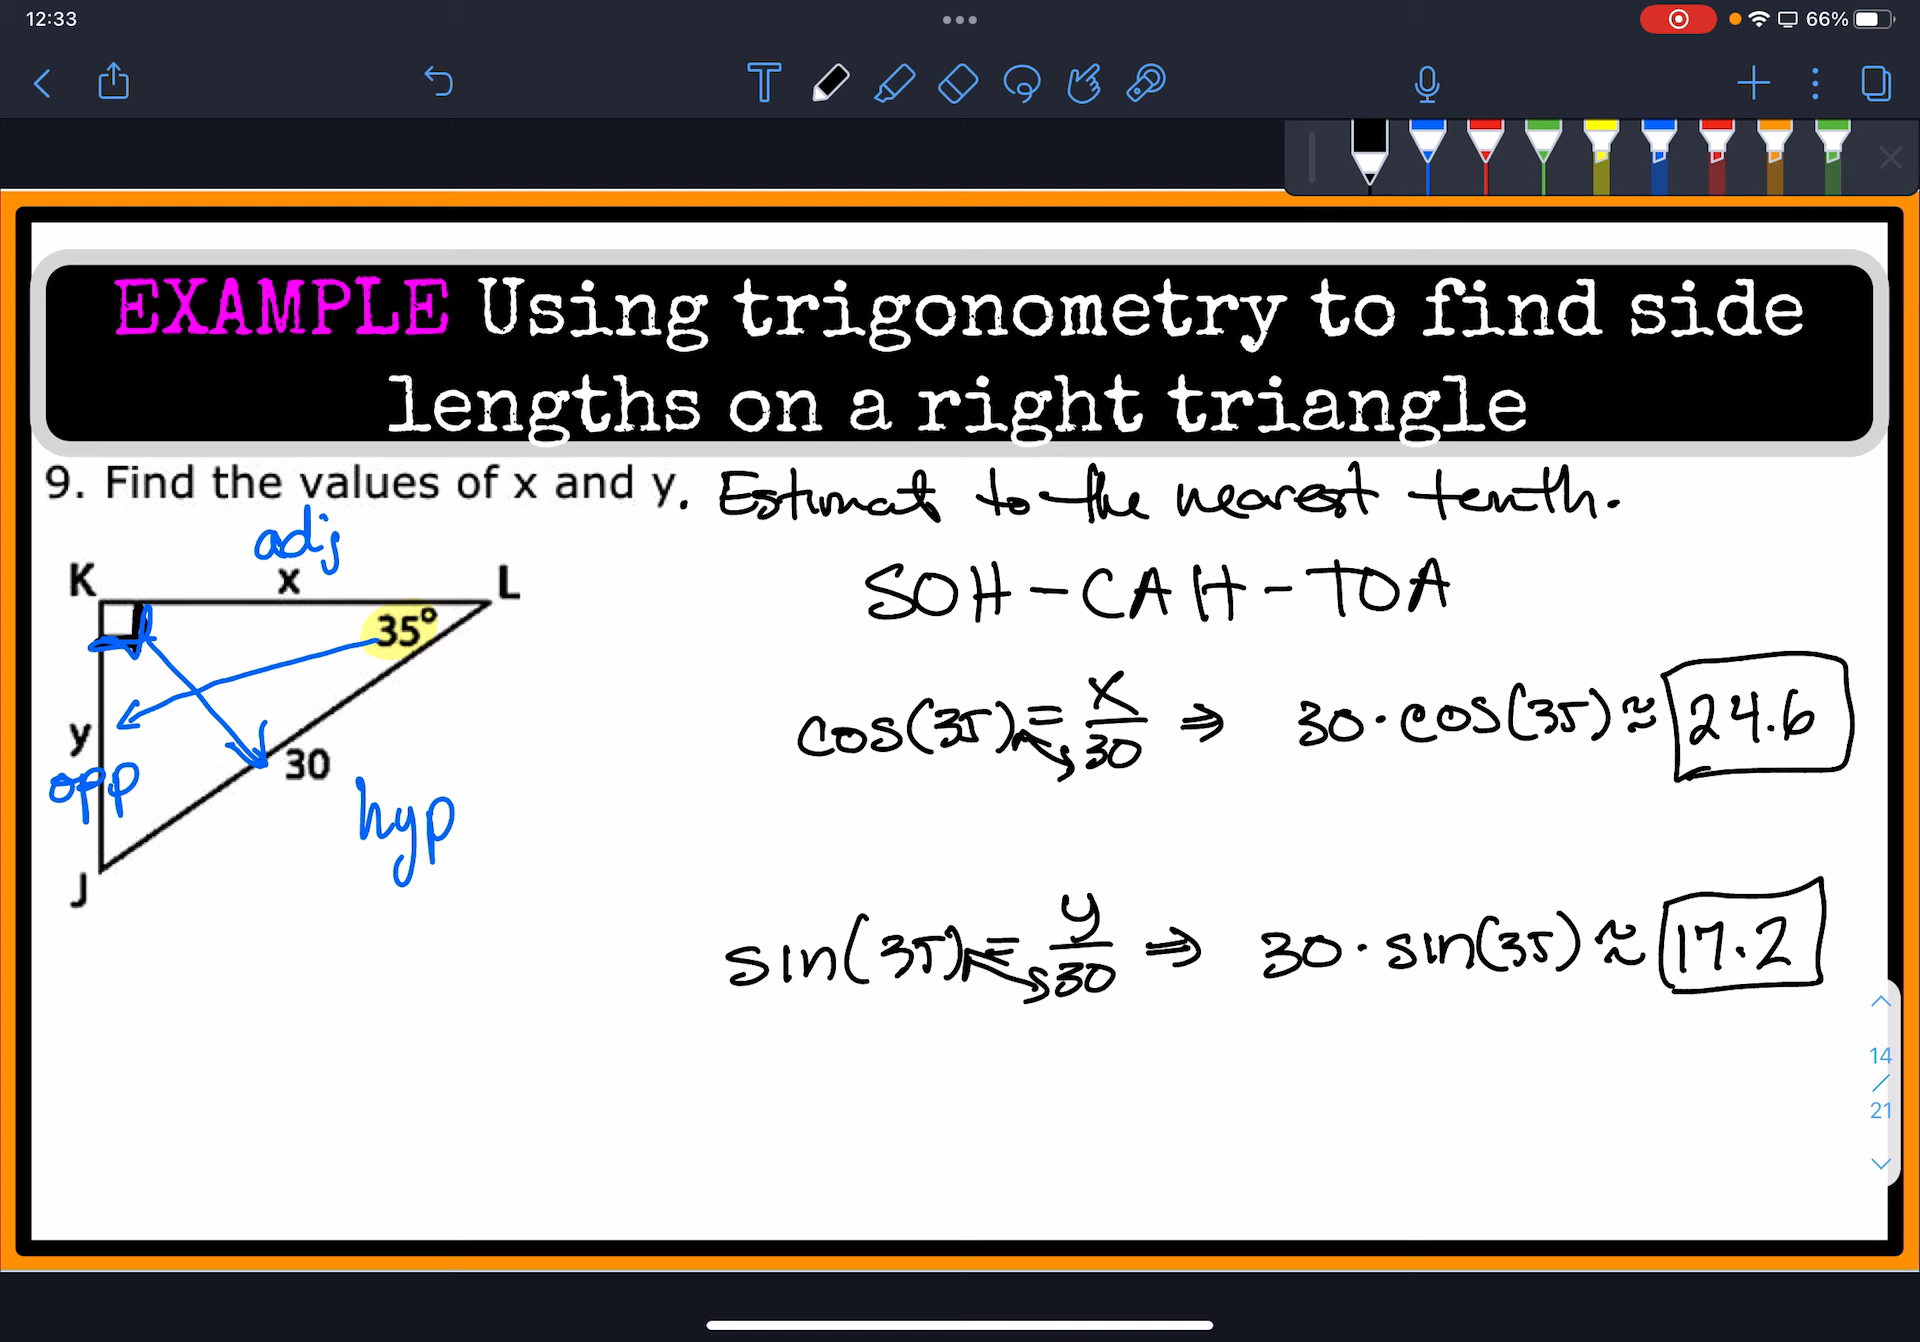 12:33
66%
T
EXAMPLE Using trigonometry to find side
lengths on a right triangle
9. Find the values of x and y. Estimat to the nearest tenth.
adj
K x L
SOH - CAH - TOA
35°
cos(35) = x/30 ⇒ 30 · cos(35) ≈ 24.6
y
30
opp
hyp
J
sin(35) = y/30 ⇒ 30 · sin(35) ≈ 17.2
14
/
21